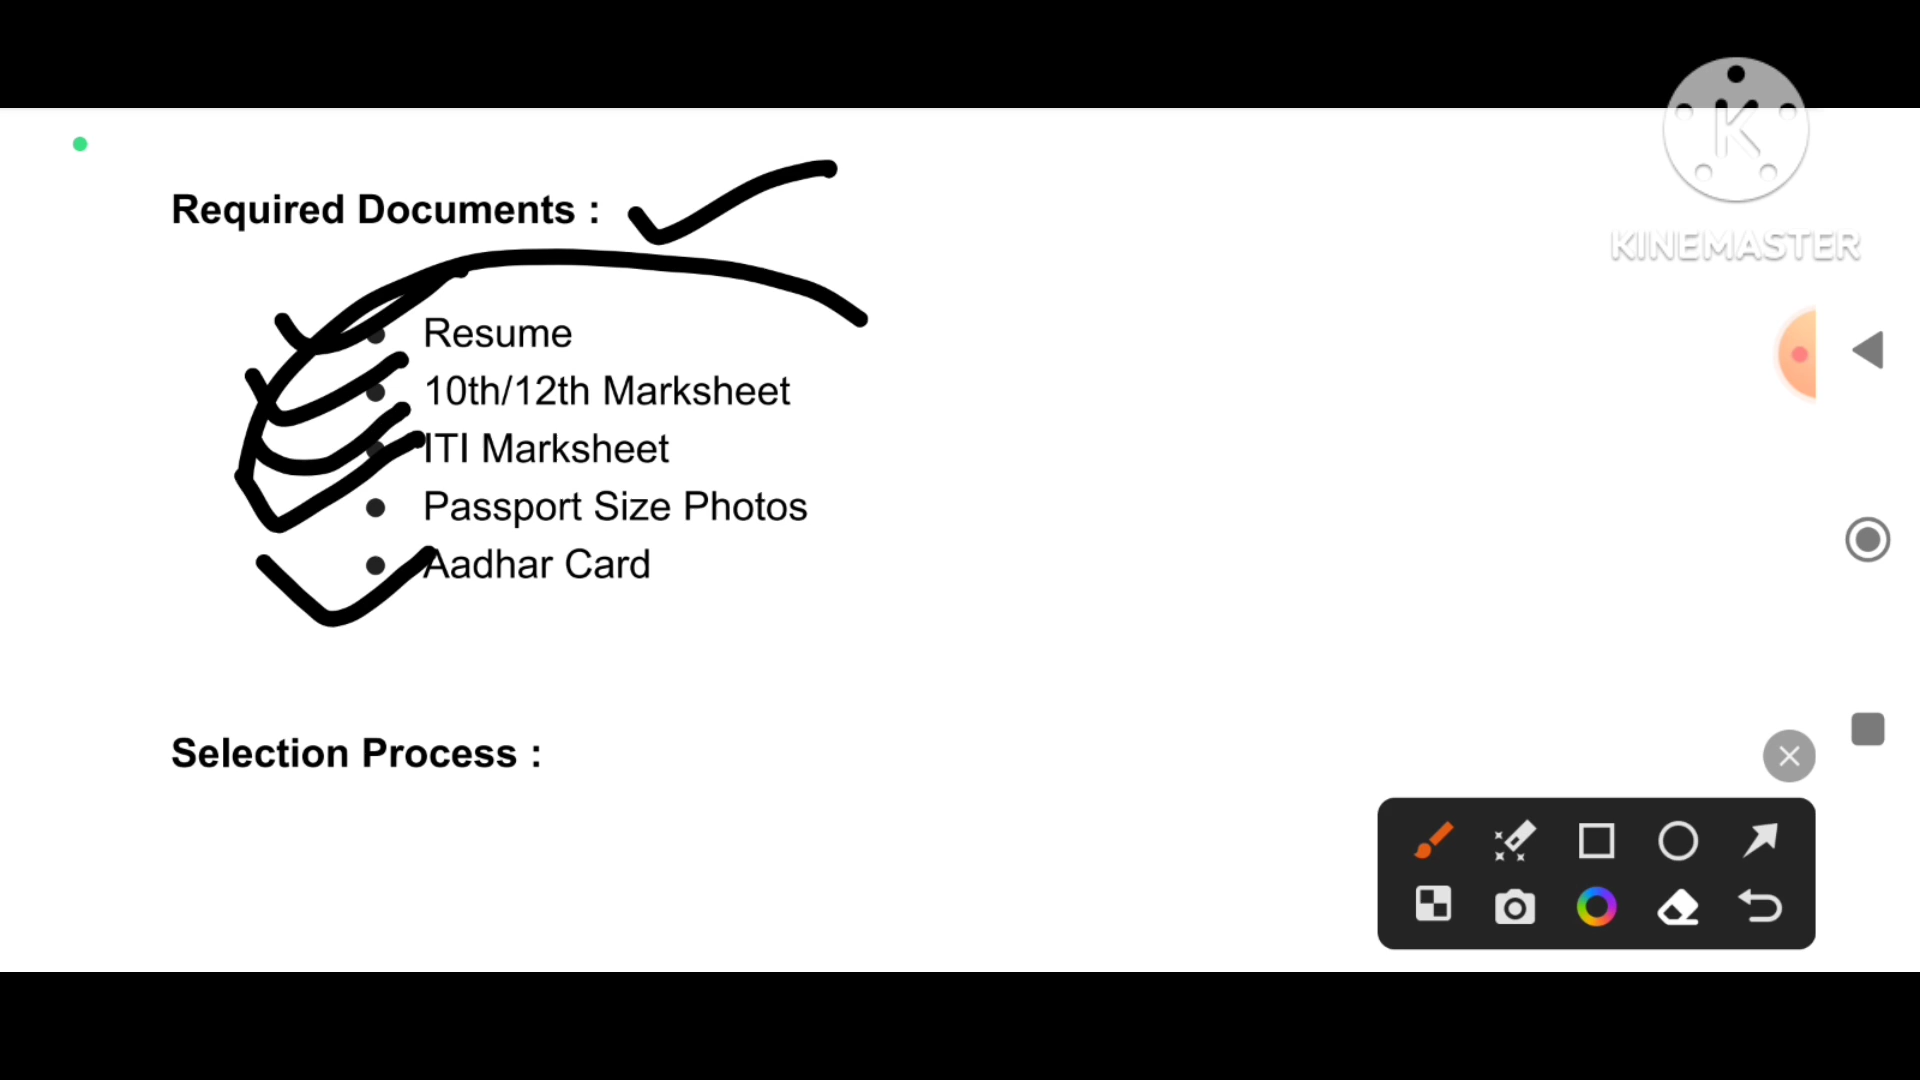 KINEMASTER
Required Documents :
Resume
10th/12th Marksheet
ITI Marksheet
Passport Size Photos
Aadhar Card
Selection Process :